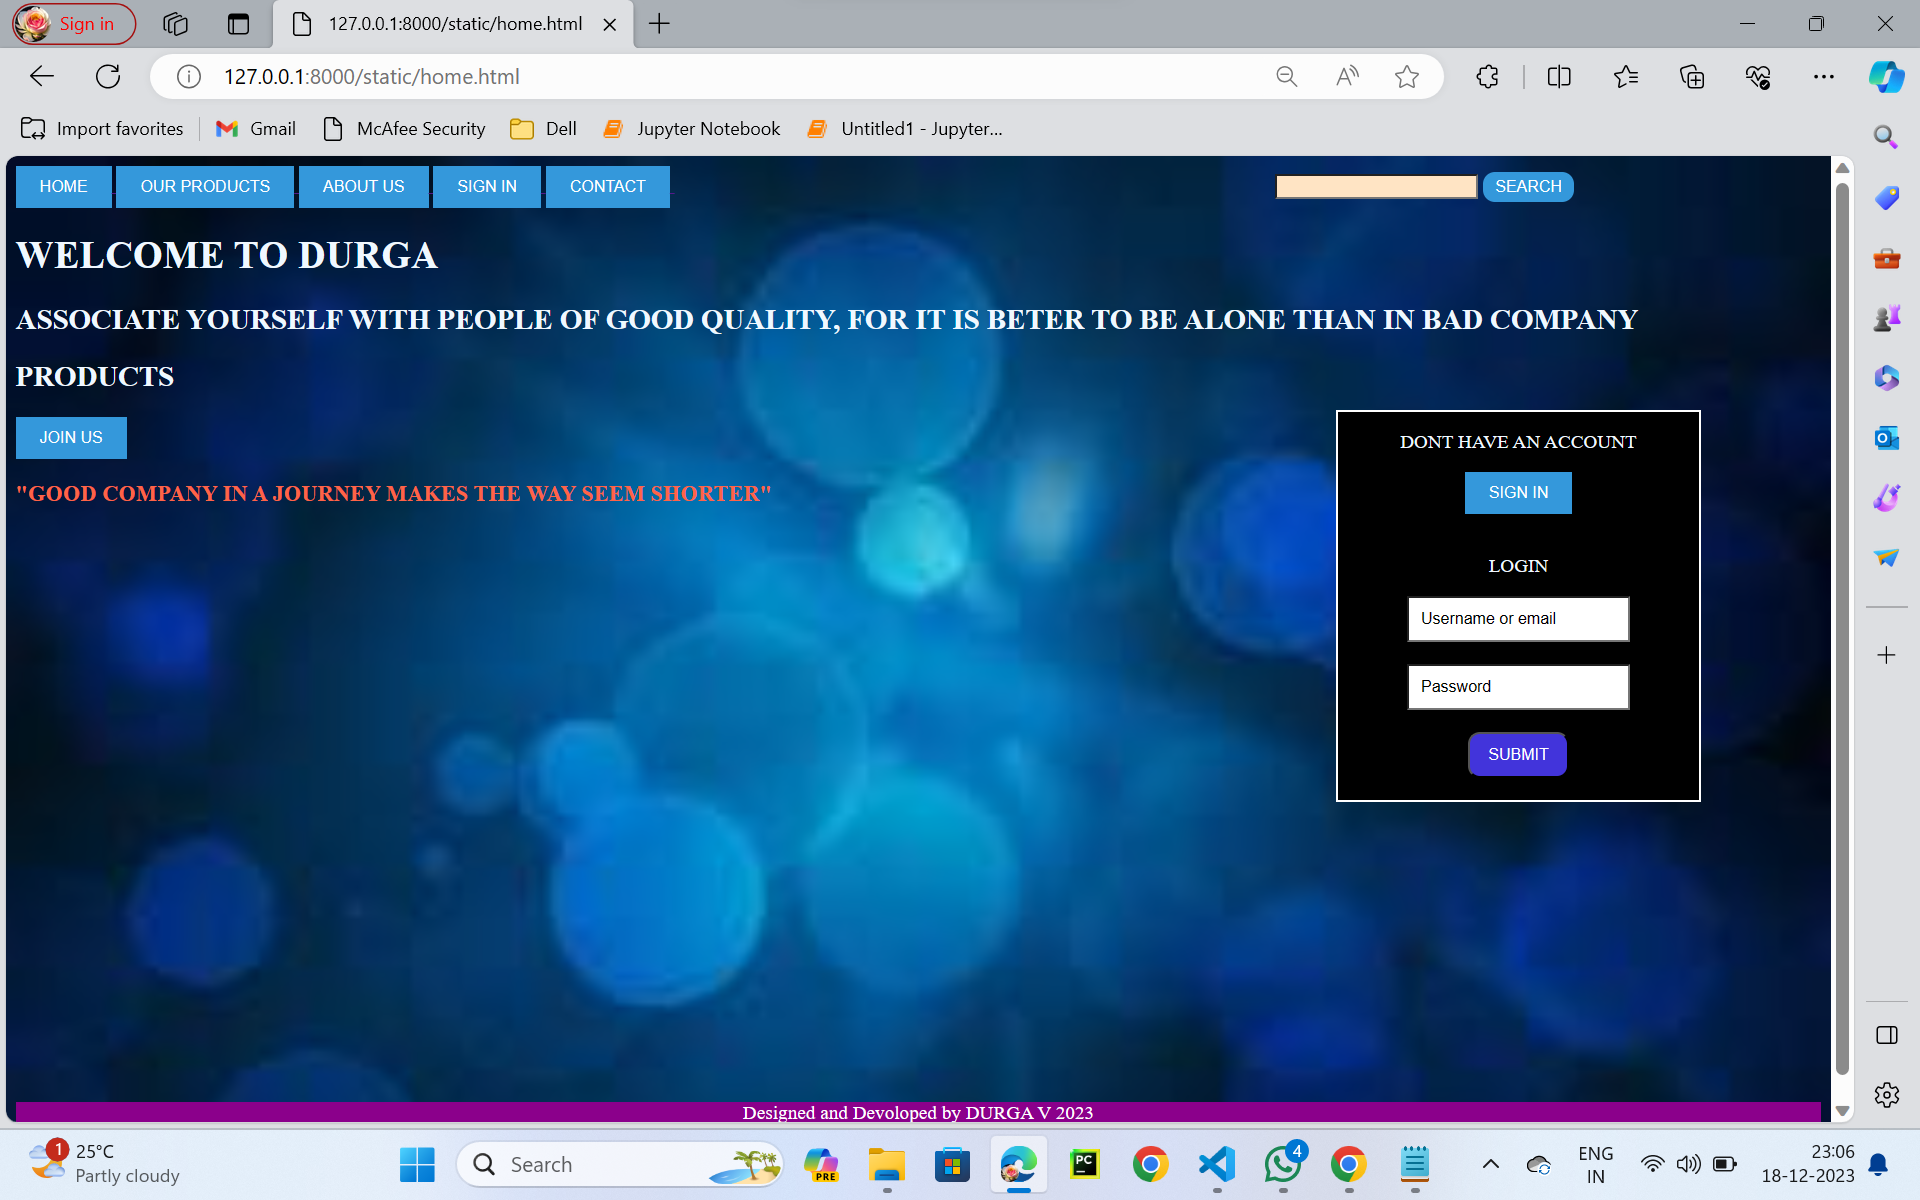 Sign in
127.0.0.1:8000/static/home.html
127.0.0.1:8000/static/home.html
Import favorites
Gmail
McAfee Security
Dell
Jupyter Notebook
Untitled1 - Jupyter...
HOME
OUR PRODUCTS
ABOUT US
SIGN IN
CONTACT
SEARCH
WELCOME TO DURGA
ASSOCIATE YOURSELF WITH PEOPLE OF GOOD QUALITY, FOR IT IS BETER TO BE ALONE THAN IN BAD COMPANY
PRODUCTS
JOIN US
"GOOD COMPANY IN A JOURNEY MAKES THE WAY SEEM SHORTER"
DONT HAVE AN ACCOUNT
SIGN IN
LOGIN
Username or email
Password
SUBMIT
Designed and Devoloped by DURGA V 2023
1
25°C
Partly cloudy
Search
PRE
PC
4
ENG
IN
23:06
18-12-2023